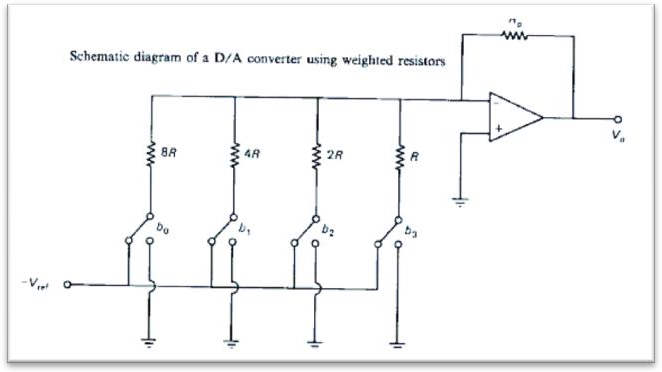 Schematic diagram of a D/A converter using weighted resistors
8R
4R
2R
R
-
+
Vo
b0
b1
b2
b3
-Vref